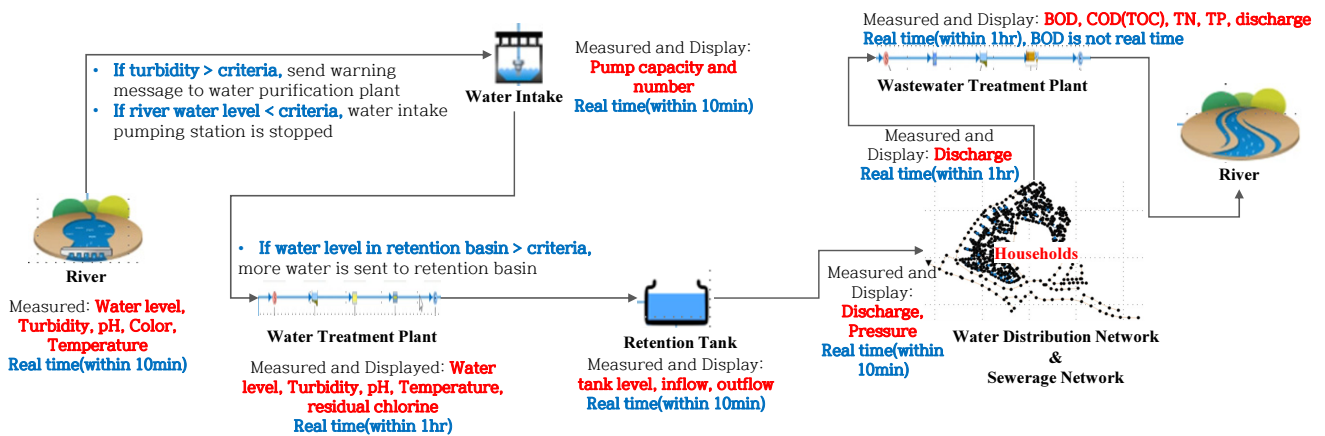 • If turbidity > criteria, send warning
message to water purification plant
• If river water level < criteria, water intake
pumping station is stopped
River
Measured: Water level,
Turbidity, pH, Color,
Temperature
Real time(within 10min)
Water Intake
Measured and Display:
Pump capacity and
number
Real time(within 10min)
• If water level in retention basin > criteria,
more water is sent to retention basin
Water Treatment Plant
Measured and Displayed: Water
level, Turbidity, pH, Temperature,
residual chlorine
Real time(within 1hr)
Retention Tank
Measured and Display:
tank level, inflow, outflow
Real time(within 10min)
Measured and
Display:
Discharge,
Pressure
Real time(within
10min)
Households
Water Distribution Network
&
Sewerage Network
Measured and
Display: Discharge
Real time(within 1hr)
Measured and Display: BOD, COD(TOC), TN, TP, discharge
Real time(within 1hr), BOD is not real time
Wastewater Treatment Plant
River